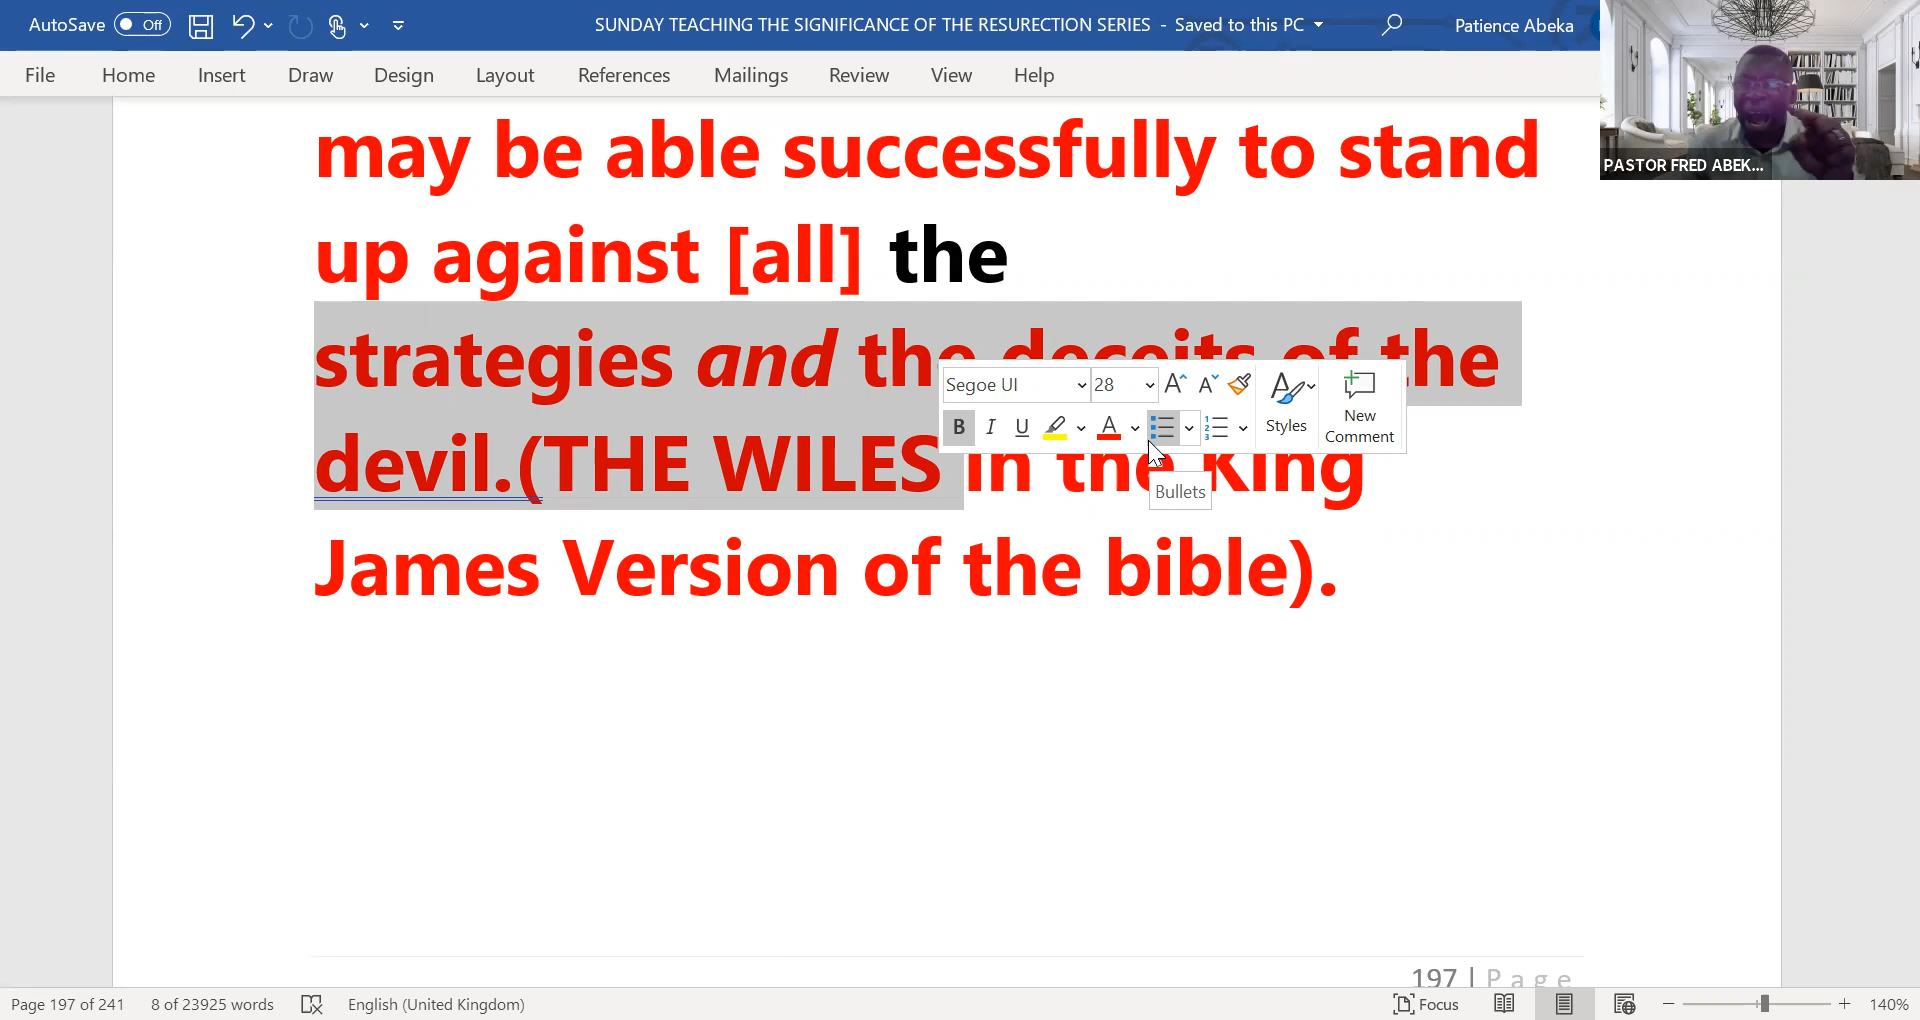 AutoSave Off SUNDAY TEACHING THE SIGNIFICANCE OF THE RESURECTION SERIES - Saved to this PC Patience Abeka
File Home Insert Draw Design Layout References Mailings Review View Help
PASTOR FRED ABEK...
may be able successfully to stand
up against [all] the
strategies and the deceits of the
devil.(THE WILES in the King
James Version of the bible).
Segoe UI 28
B I U A Styles New Comment
Bullets
197 | Page
Page 197 of 241 8 of 23925 words English (United Kingdom) Focus 140%